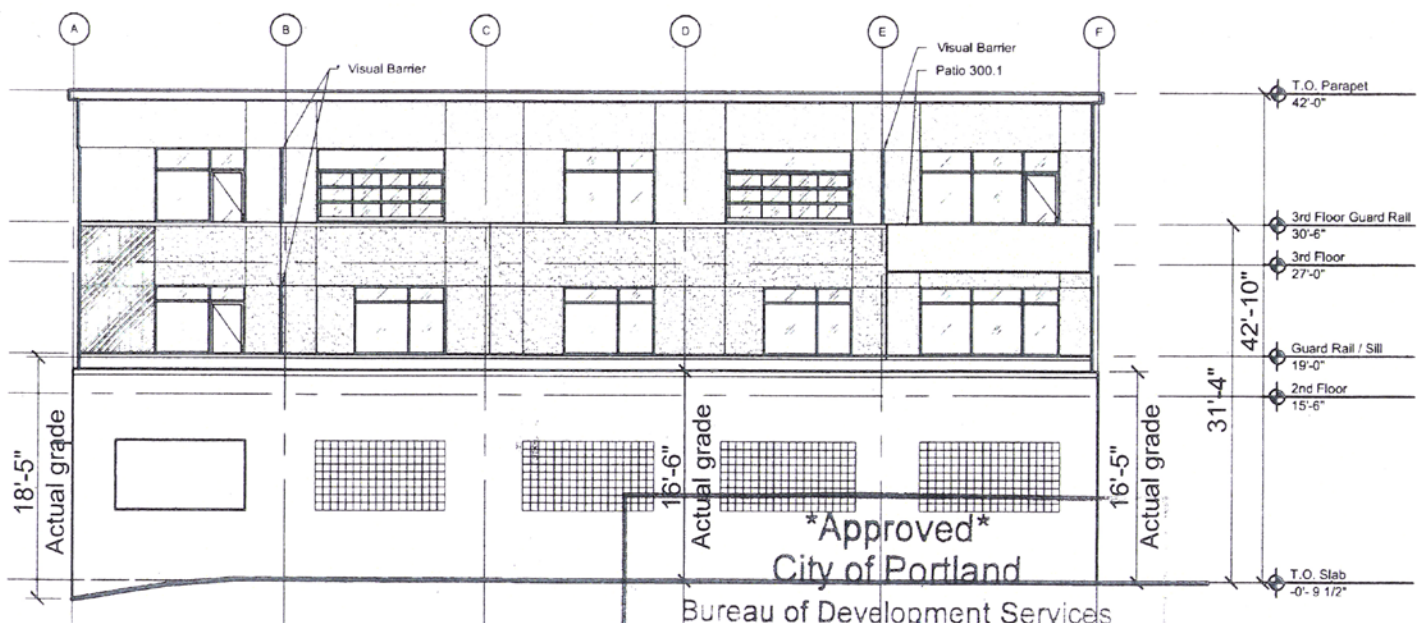 A
B
C
D
E
F
Visual Barrier
Visual Barrier
Patio 300.1
T.O. Parapet
42'-0"
3rd Floor Guard Rail
30'-6"
3rd Floor
27'-0"
42'-10"
Guard Rail / Sill
19'-0"
2nd Floor
15'-6"
31'-4"
18'-5"
Actual grade
16'-6"
Actual grade
16'-5"
Actual grade
*Approved*
City of Portland
Bureau of Development Services
T.O. Slab
-0'- 9 1/2"